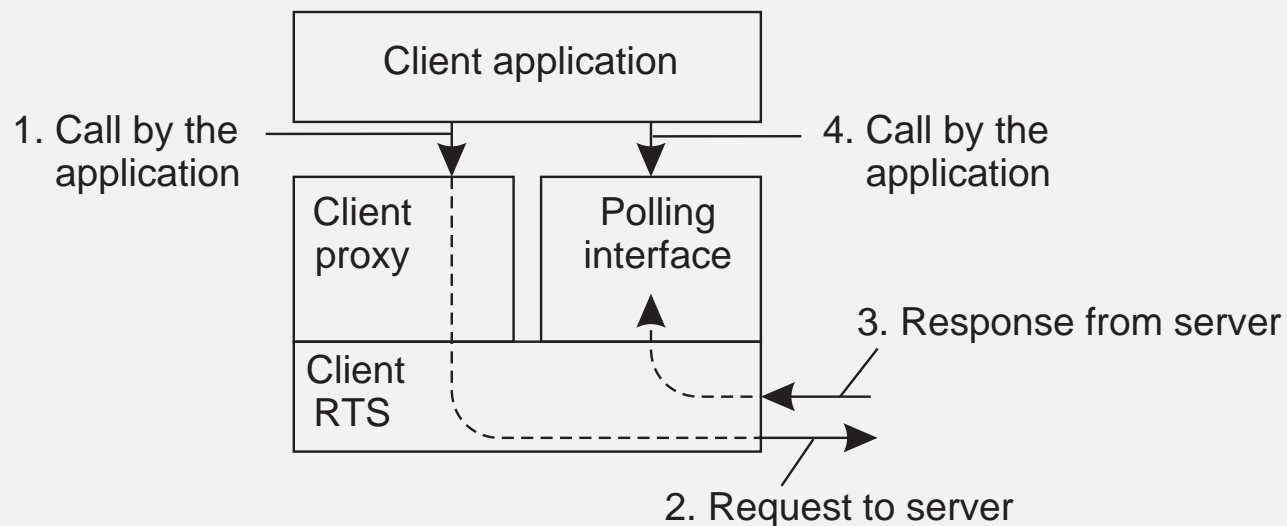 Client application
1. Call by the
application
4. Call by the
application
Client
proxy
Polling
interface
3. Response from server
Client
RTS
2. Request to server